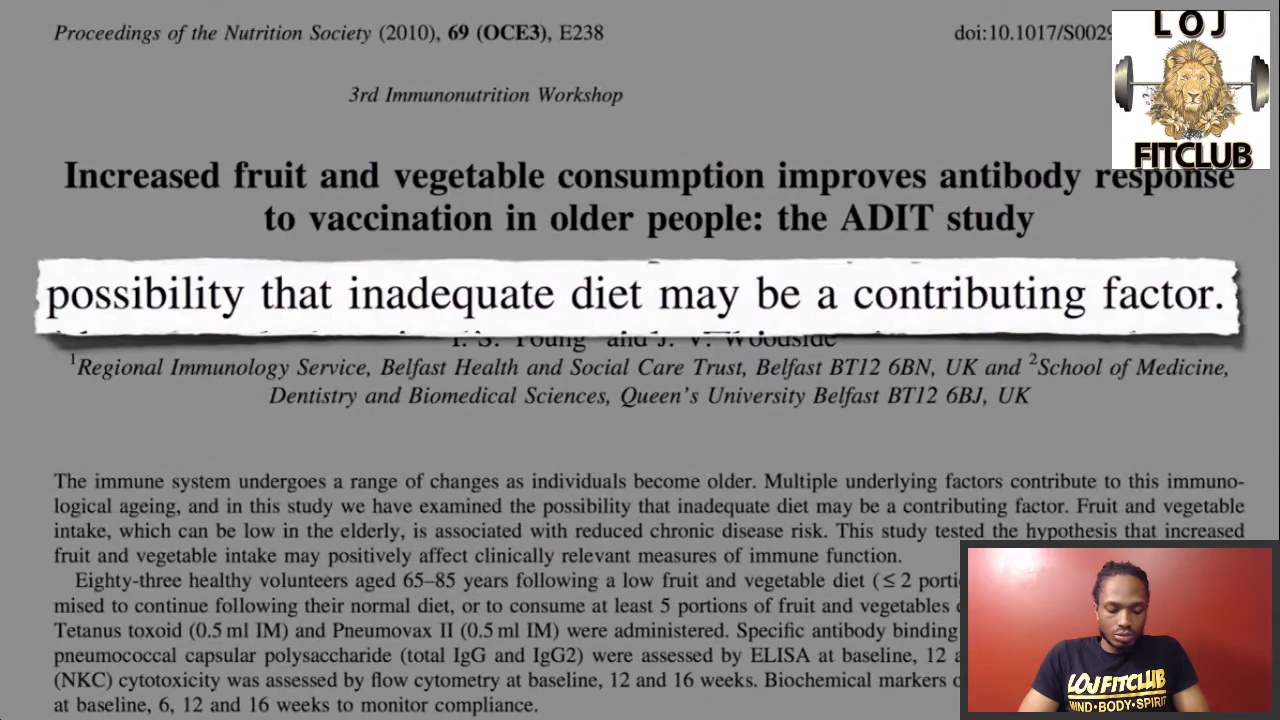 Proceedings of the Nutrition Society (2010), 69 (OCE3), E238
doi:10.1017/S0029
LOJ
FITCLUB
3rd Immunonutrition Workshop
Increased fruit and vegetable consumption improves antibody response
to vaccination in older people: the ADIT study
possibility that inadequate diet may be a contributing factor.
I. S. Young and J. V. Woodside
1Regional Immunology Service, Belfast Health and Social Care Trust, Belfast BT12 6BN, UK and 2School of Medicine,
Dentistry and Biomedical Sciences, Queen's University Belfast BT12 6BJ, UK
The immune system undergoes a range of changes as individuals become older. Multiple underlying factors contribute to this immuno-
logical ageing, and in this study we have examined the possibility that inadequate diet may be a contributing factor. Fruit and vegetable
intake, which can be low in the elderly, is associated with reduced chronic disease risk. This study tested the hypothesis that increased
fruit and vegetable intake may positively affect clinically relevant measures of immune function.
Eighty-three healthy volunteers aged 65–85 years following a low fruit and vegetable diet (≤ 2 porti
mised to continue following their normal diet, or to consume at least 5 portions of fruit and vegetables
Tetanus toxoid (0.5 ml IM) and Pneumovax II (0.5 ml IM) were administered. Specific antibody binding
pneumococcal capsular polysaccharide (total IgG and IgG2) were assessed by ELISA at baseline, 12
(NKC) cytotoxicity was assessed by flow cytometry at baseline, 12 and 16 weeks. Biochemical markers
at baseline, 6, 12 and 16 weeks to monitor compliance.
LOJ FITCLUB
MIND•BODY•SPIRIT